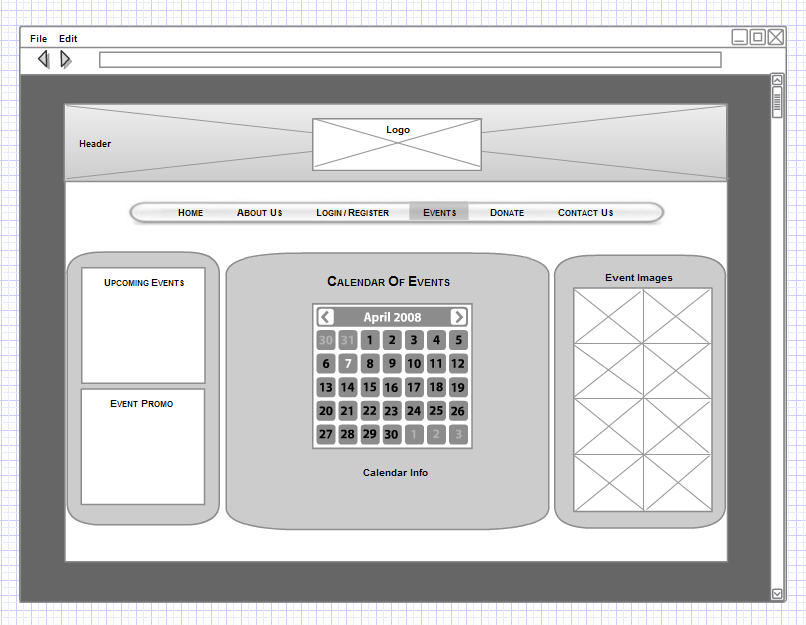 File Edit
Logo
Header
HOME ABOUT US LOGIN / REGISTER EVENTS DONATE CONTACT US
UPCOMING EVENTS
EVENT PROMO
CALENDAR OF EVENTS
April 2008
30 31 1 2 3 4 5
6 7 8 9 10 11 12
13 14 15 16 17 18 19
20 21 22 23 24 25 26
27 28 29 30 1 2 3
Calendar Info
Event Images